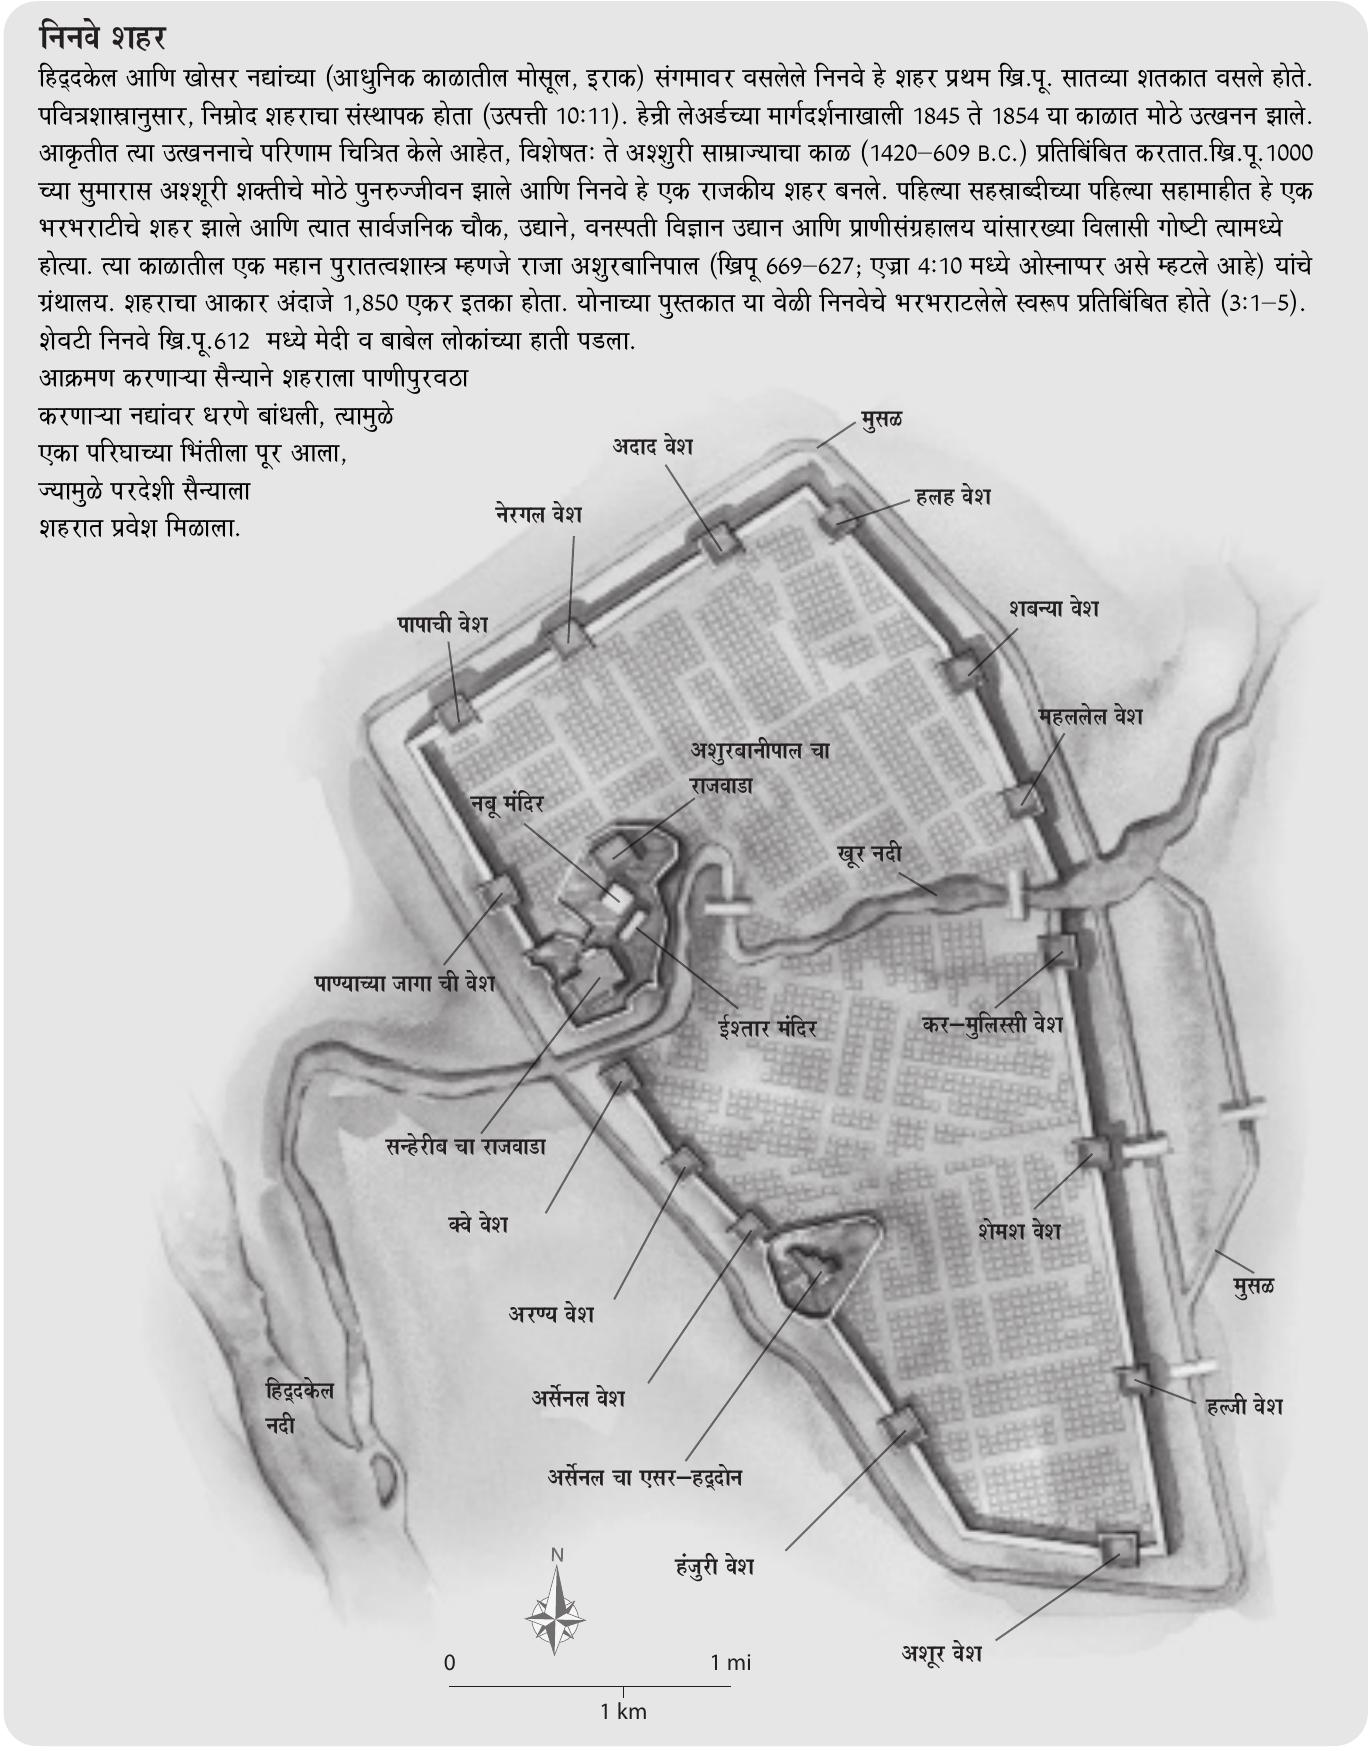 निनवे शहर
हिद्दकेल आणि खोसर नद्यांच्या (आधुनिक काळातील मोसूल, इराक) संगमावर वसलेले निनवे हे शहर प्रथम ख्रि.पू. सातव्या शतकात वसले होते.
पवित्रशास्रानुसार, निम्रोद शहराचा संस्थापक होता (उत्पत्ती 10:11). हेन्री लेअर्डच्या मार्गदर्शनाखाली 1845 ते 1854 या काळात मोठे उत्खनन झाले.
आकृतीत त्या उत्खननाचे परिणाम चित्रित केले आहेत, विशेषतः ते अश्शुरी साम्राज्याचा काळ (1420–609 B.C.) प्रतिबिंबित करतात.ख्रि.पू.1000
च्या सुमारास अश्शूरी शक्तीचे मोठे पुनरुज्जीवन झाले आणि निनवे हे एक राजकीय शहर बनले. पहिल्या सहस्राब्दीच्या पहिल्या सहामाहीत हे एक
भरभराटीचे शहर झाले आणि त्यात सार्वजनिक चौक, उद्याने, वनस्पती विज्ञान उद्यान आणि प्राणीसंग्रहालय यांसारख्या विलासी गोष्टी त्यामध्ये
होत्या. त्या काळातील एक महान पुरातत्वशास्त्र म्हणजे राजा अशुरबानिपाल (ख्रिपू 669–627; एज्रा 4:10 मध्ये ओस्नाप्पर असे म्हटले आहे) यांचे
ग्रंथालय. शहराचा आकार अंदाजे 1,850 एकर इतका होता. योनाच्या पुस्तकात या वेळी निनवेचे भरभराटलेले स्वरूप प्रतिबिंबित होते (3:1–5).
शेवटी निनवे ख्रि.पू.612 मध्ये मेदी व बाबेल लोकांच्या हाती पडला.
आक्रमण करणाऱ्या सैन्याने शहराला पाणीपुरवठा
करणाऱ्या नद्यांवर धरणे बांधली, त्यामुळे
एका परिघाच्या भिंतीला पूर आला,
ज्यामुळे परदेशी सैन्याला
शहरात प्रवेश मिळाला.
मुसळ
अदाद वेश
हलह वेश
नेरगल वेश
शबन्या वेश
पापाची वेश
महललेल वेश
अशुरबानीपाल चा
राजवाडा
नबू मंदिर
खूर नदी
पाण्याच्या जागा ची वेश
ईश्तार मंदिर
कर–मुलिस्सी वेश
सन्हेरीब चा राजवाडा
क्वे वेश
शेमश वेश
मुसळ
अरण्य वेश
हिद्दकेल
नदी
अर्सेनल वेश
हल्जी वेश
अर्सेनल चा एसर–हद्दोन
हंजुरी वेश
N
अशूर वेश
0 1 mi
1 km